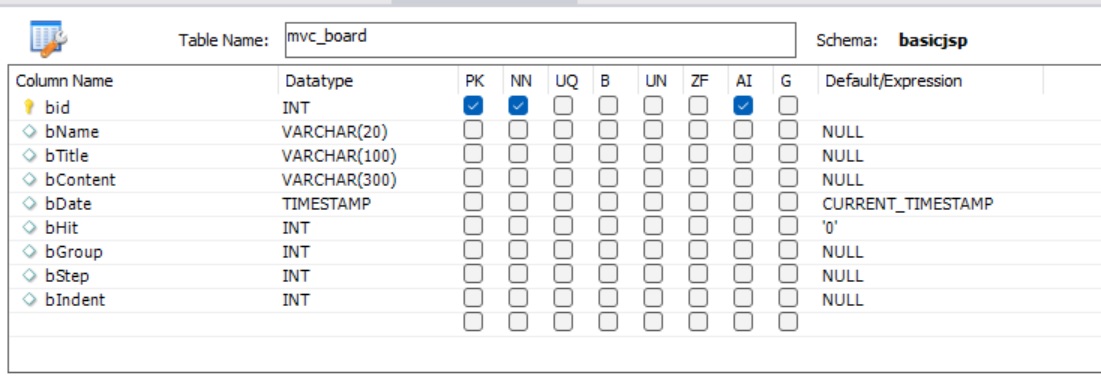 Table Name: mvc_board Schema: basicjsp
Column Name Datatype PK NN UQ B UN ZF AI G Default/Expression
bid INT
bName VARCHAR(20) NULL
bTitle VARCHAR(100) NULL
bContent VARCHAR(300) NULL
bDate TIMESTAMP CURRENT_TIMESTAMP
bHit INT '0'
bGroup INT NULL
bStep INT NULL
bIndent INT NULL